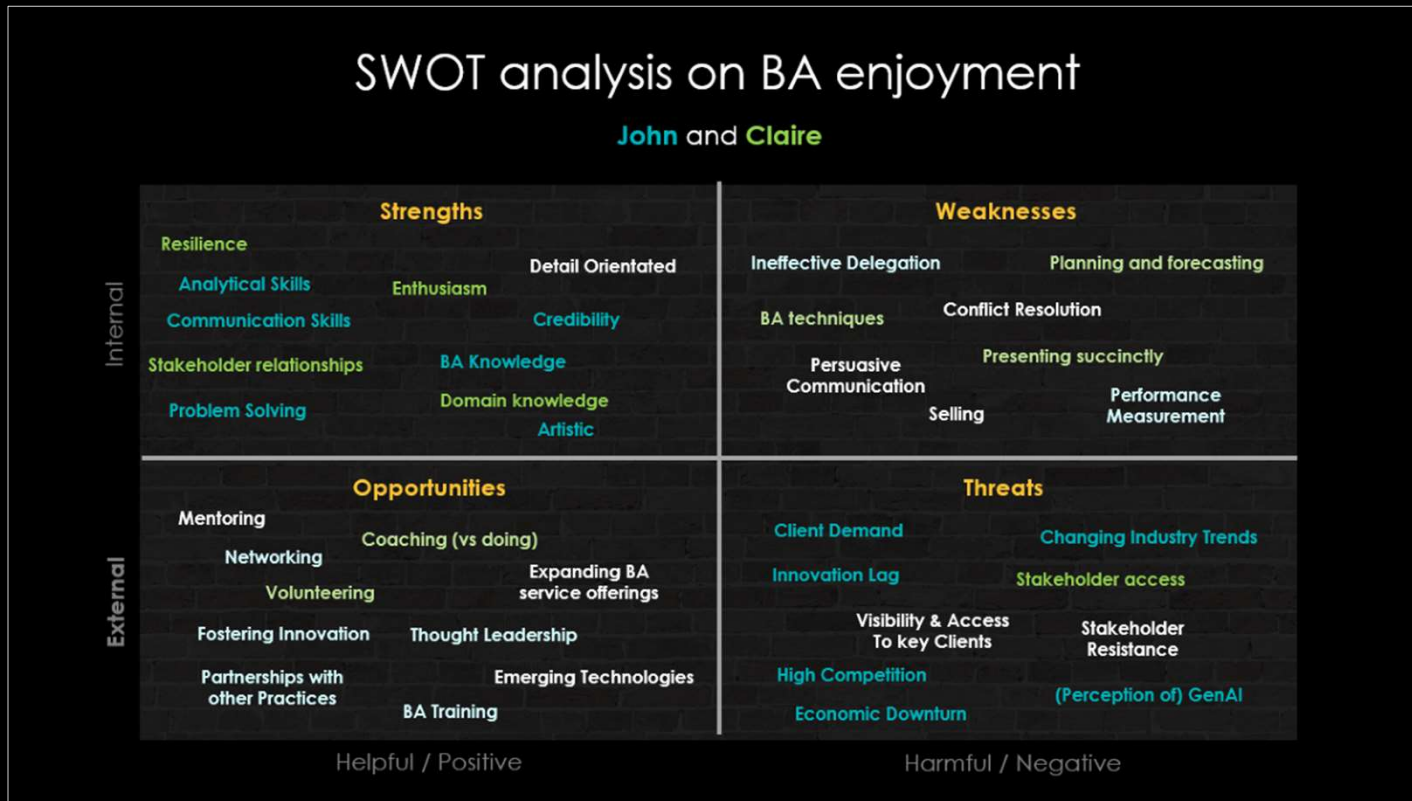 SWOT analysis on BA enjoyment
John and Claire
Internal
Strengths
Resilience
Detail Orientated
Analytical Skills
Enthusiasm
Communication Skills
Credibility
Stakeholder relationships
BA Knowledge
Domain knowledge
Problem Solving
Artistic
Weaknesses
Ineffective Delegation
Planning and forecasting
Conflict Resolution
BA techniques
Presenting succinctly
Persuasive
Communication
Performance
Measurement
Selling
External
Opportunities
Mentoring
Coaching (vs doing)
Networking
Expanding BA
service offerings
Volunteering
Fostering Innovation
Thought Leadership
Partnerships with
other Practices
Emerging Technologies
BA Training
Threats
Client Demand
Changing Industry Trends
Innovation Lag
Stakeholder access
Visibility & Access
To key Clients
Stakeholder
Resistance
High Competition
(Perception of) GenAI
Economic Downturn
Helpful / Positive
Harmful / Negative